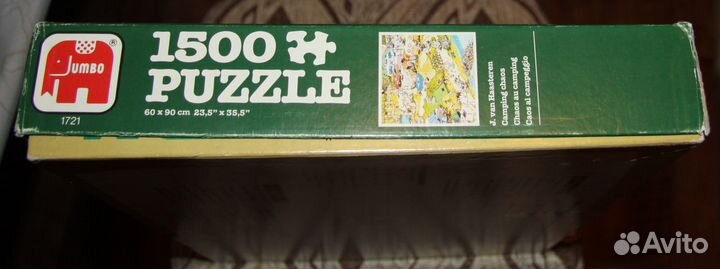 JUMBO
®
1721
1500
PUZZLE
60 x 90 cm 23,5" x 35,5"
J. van Haasteren
Camping chaos
Chaos au camping
Caos al campeggio
Avito